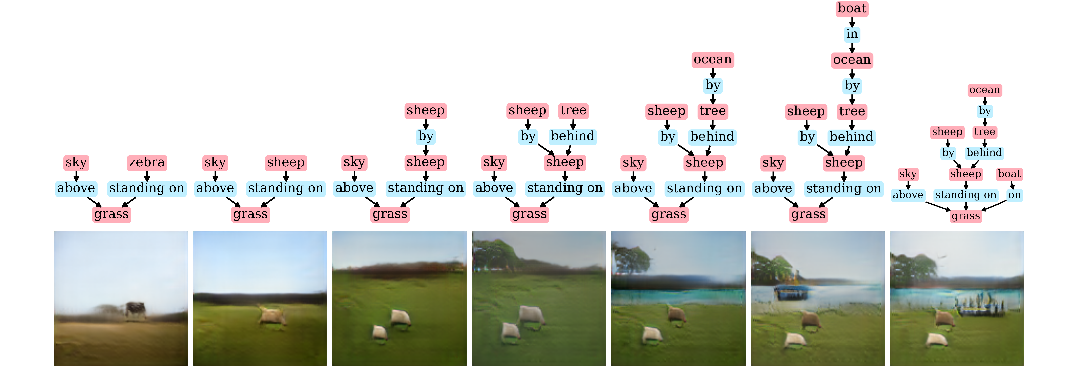 sky zebra
above standing on
grass
sky sheep
above standing on
grass
sheep
by
sky sheep
above standing on
grass
sheep tree
by behind
sky sheep
above standing on
grass
ocean
by
sheep tree
by behind
sky sheep
above standing on
grass
boat
in
ocean
by
sheep tree
by behind
sky sheep
above standing on
grass
ocean
by
sheep tree
by behind
sky sheep boat
above standing on on
grass